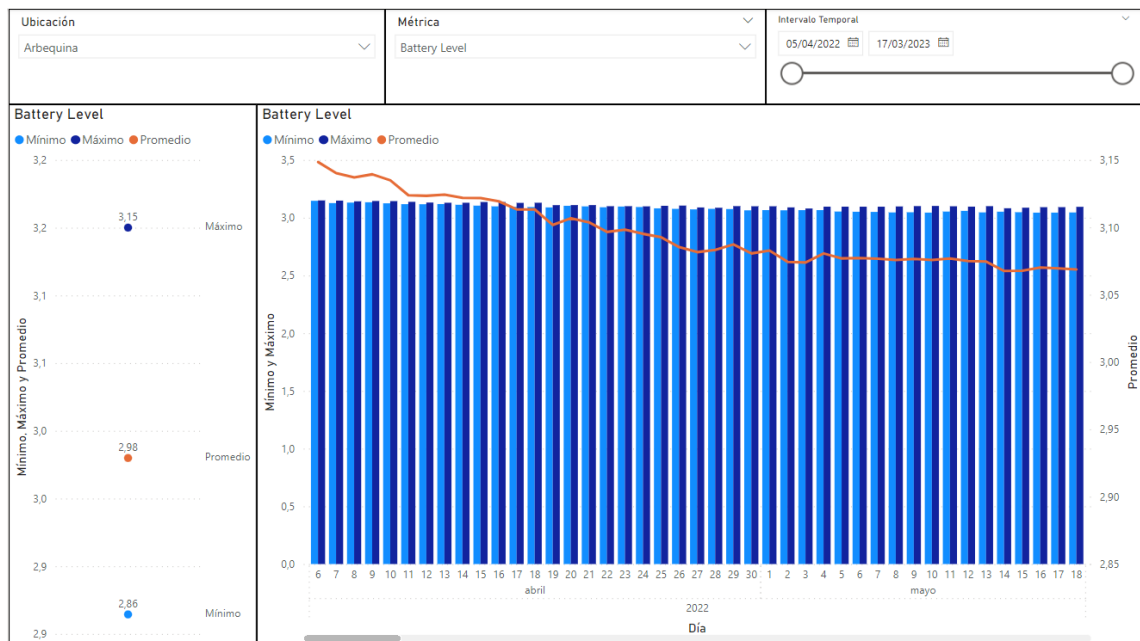 Ubicación
Arbequina
Métrica
Battery Level
Intervalo Temporal
05/04/2022 17/03/2023
Battery Level
Mínimo Máximo Promedio
Mínimo, Máximo y Promedio
3,2
3,2
3,1
3,1
3,0
3,0
2,9
2,9
3,15
Máximo
2,98
Promedio
2,86
Mínimo
Battery Level
Mínimo Máximo Promedio
Mínimo y Máximo
3,5
3,0
2,5
2,0
1,5
1,0
0,5
0,0
3,15
3,10
3,05
3,00
2,95
2,90
2,85
Promedio
6 7 8 9 10 11 12 13 14 15 16 17 18 19 20 21 22 23 24 25 26 27 28 29 30 1 2 3 4 5 6 7 8 9 10 11 12 13 14 15 16 17 18
abril mayo
2022
Día